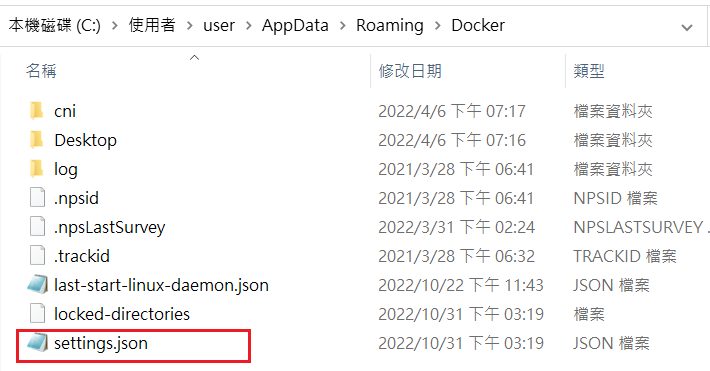 本機磁碟 (C:) > 使用者 > user > AppData > Roaming > Docker
名稱 修改日期 類型
cni 2022/4/6 下午 07:17 檔案資料夾
Desktop 2022/4/6 下午 07:16 檔案資料夾
log 2021/3/28 下午 06:41 檔案資料夾
.npsid 2021/3/28 下午 06:41 NPSID 檔案
.npsLastSurvey 2022/3/31 下午 02:24 NPSLASTSURVEY .
.trackid 2021/3/28 下午 06:32 TRACKID 檔案
last-start-linux-daemon.json 2022/10/22 下午 11:43 JSON 檔案
locked-directories 2022/10/31 下午 03:19 檔案
settings.json 2022/10/31 下午 03:19 JSON 檔案